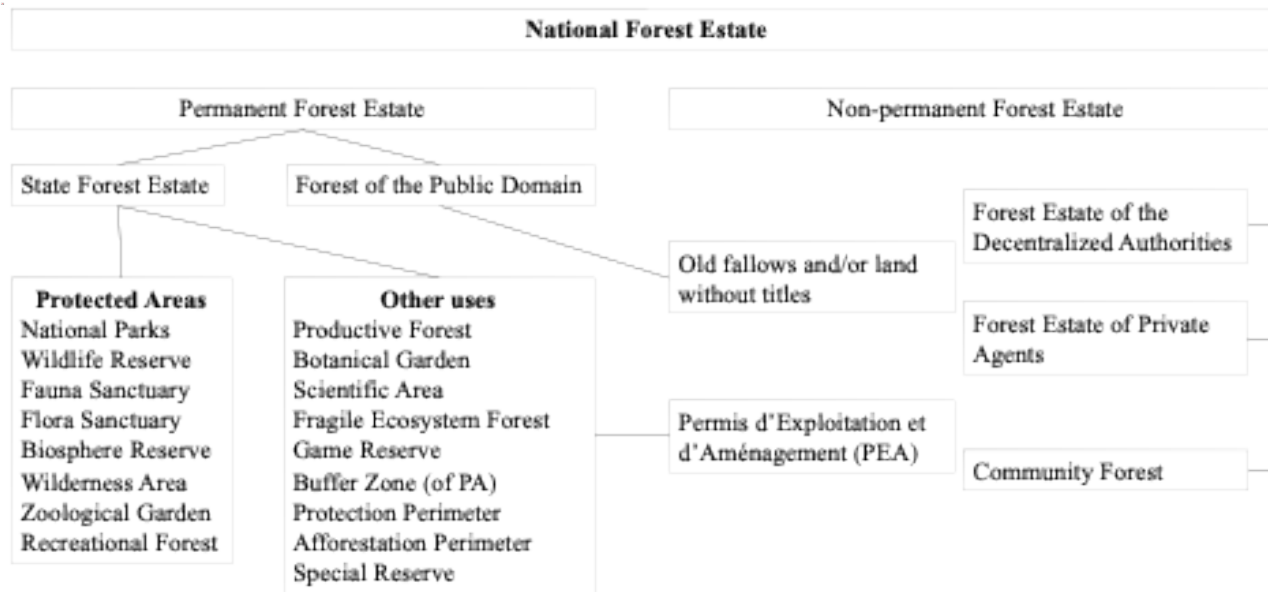 National Forest Estate
Permanent Forest Estate
Non-permanent Forest Estate
State Forest Estate
Forest of the Public Domain
Forest Estate of the
Decentralized Authorities
Old fallows and/or land
without titles
Protected Areas
National Parks
Wildlife Reserve
Fauna Sanctuary
Flora Sanctuary
Biosphere Reserve
Wilderness Area
Zoological Garden
Recreational Forest
Other uses
Productive Forest
Botanical Garden
Scientific Area
Fragile Ecosystem Forest
Game Reserve
Buffer Zone (of PA)
Protection Perimeter
Afforestation Perimeter
Special Reserve
Forest Estate of Private
Agents
Permis d'Exploitation et
d'Aménagement (PEA)
Community Forest